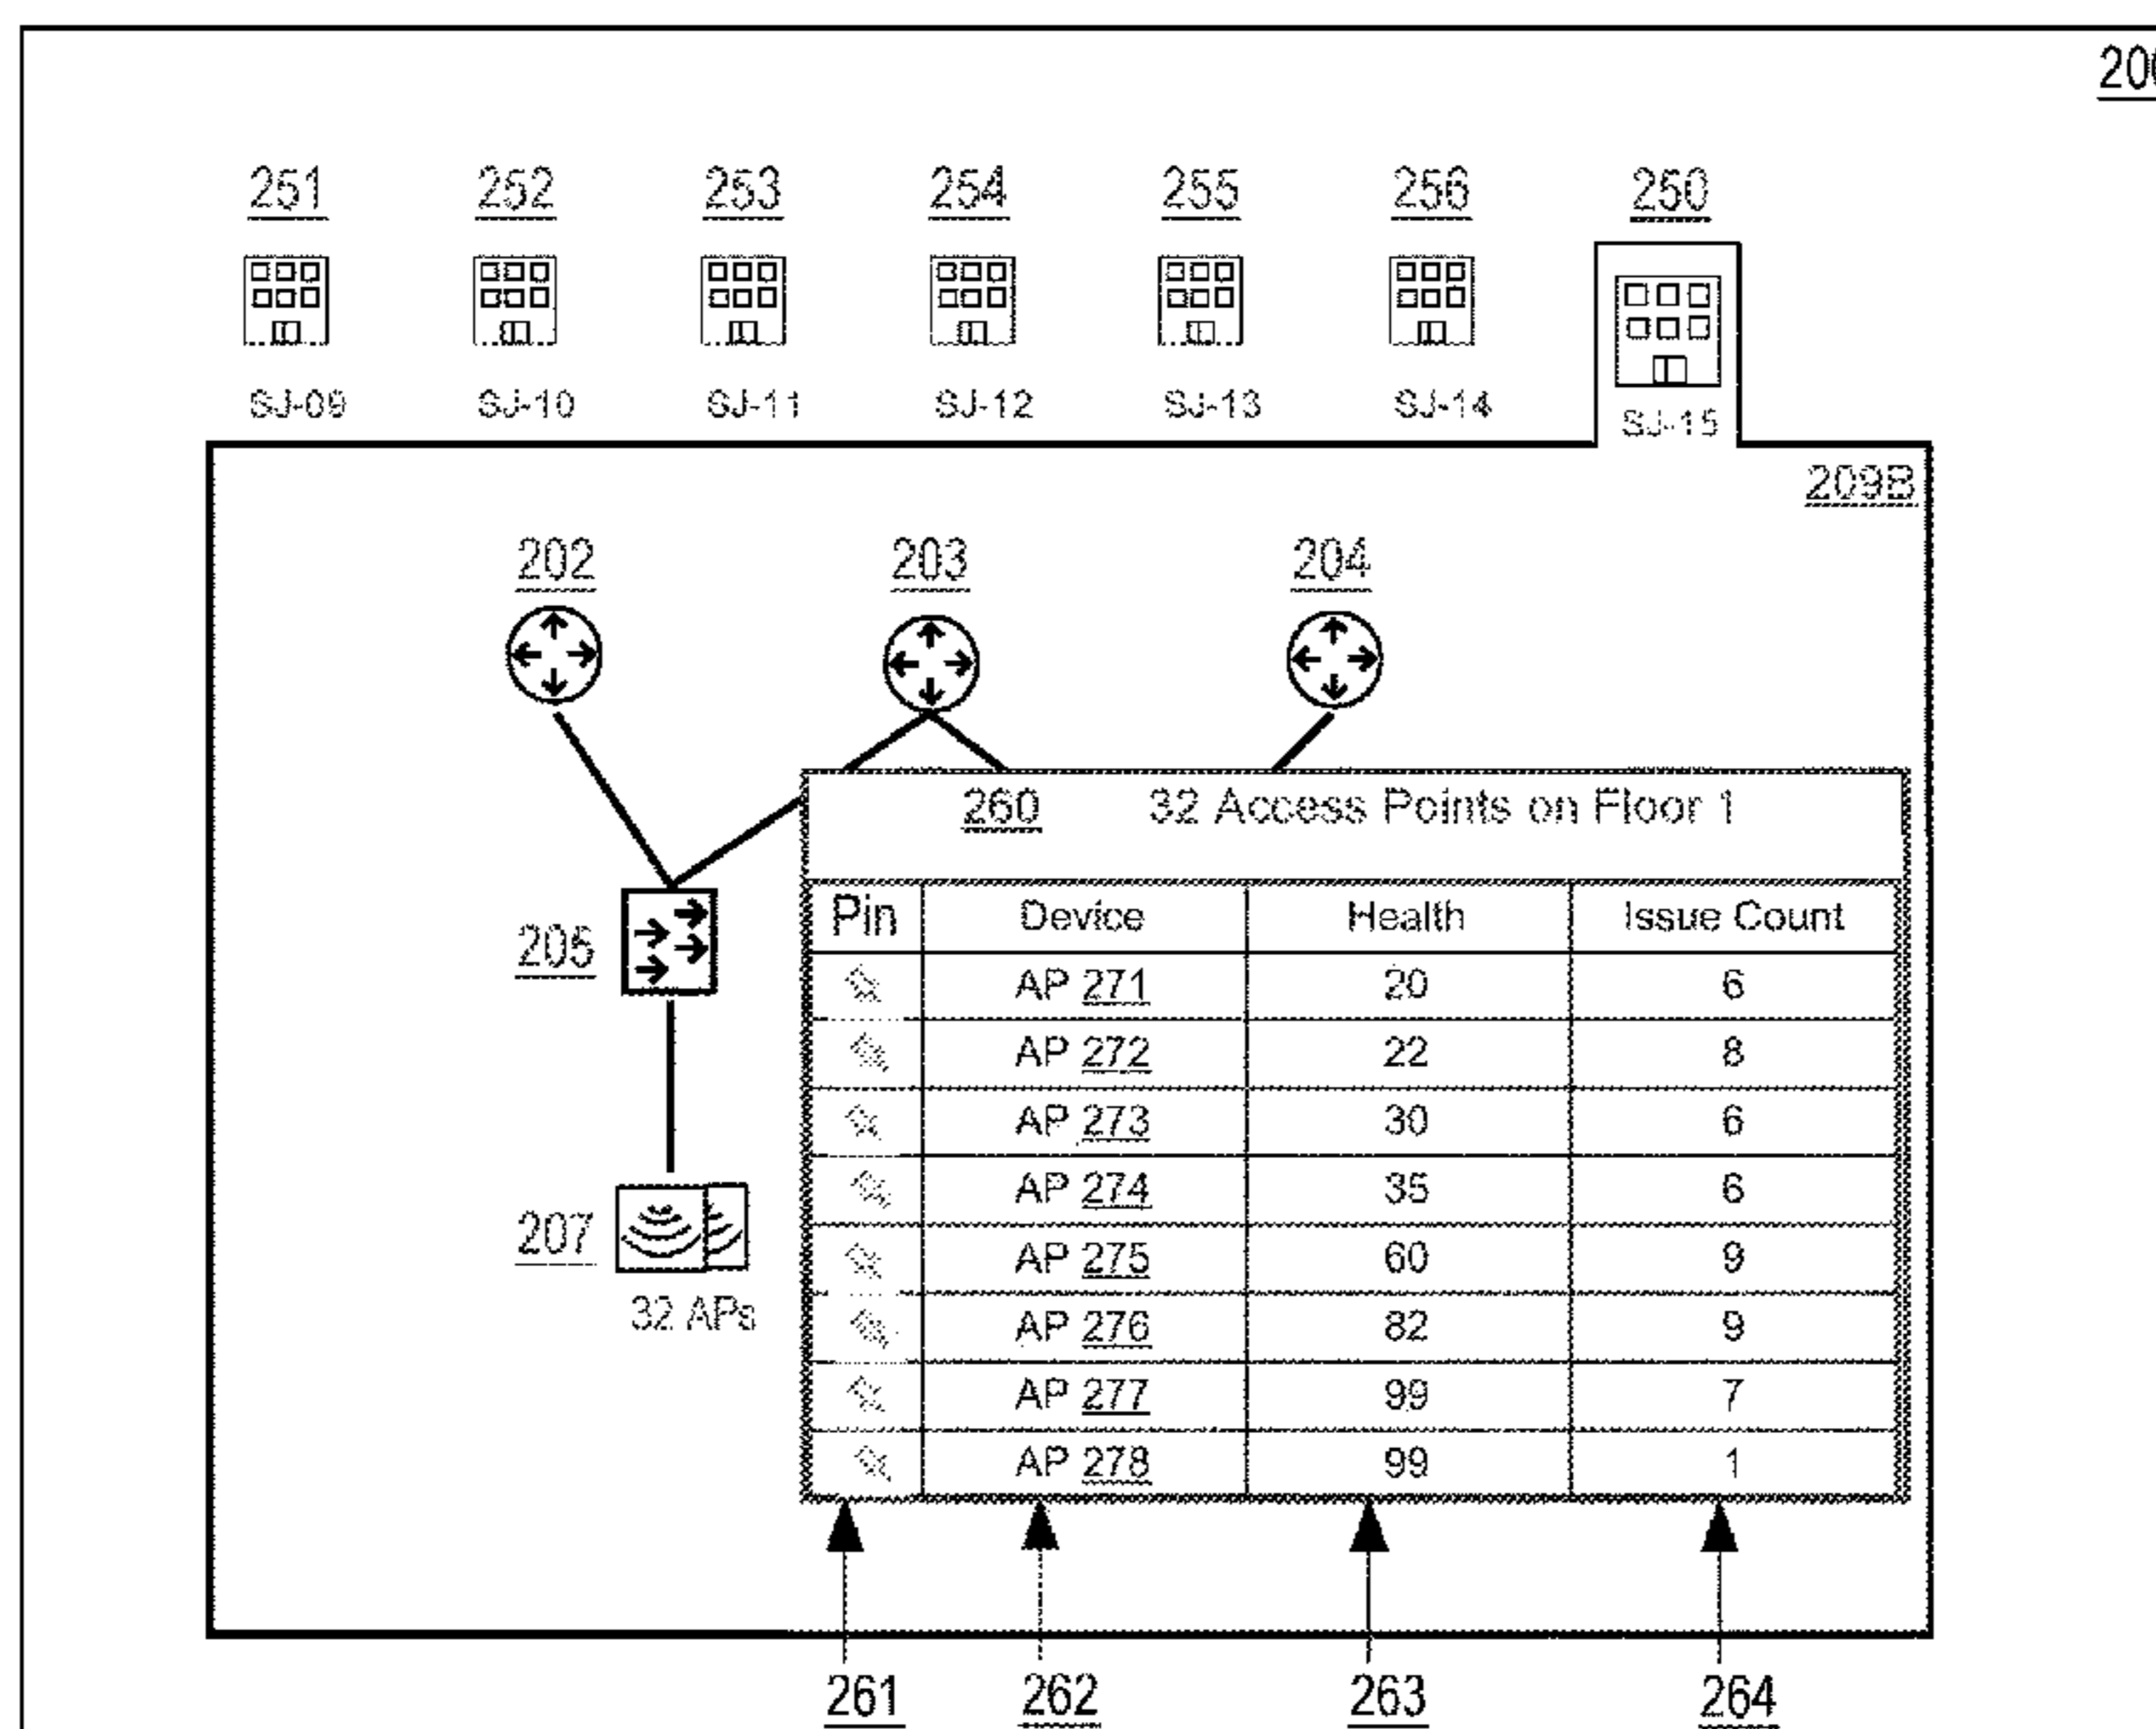 251 252 253 254 255 256 250
SJ-09 SJ-10 SJ-11 SJ-12 SJ-13 SJ-14 SJ-15
209B
202 203 204
260 32 Access Points on Floor 1
Pin Device Health Issue Count
205
AP 271 20 6
AP 272 22 8
AP 273 30 6
AP 274 35 6
207
AP 275 60 9
32 APs
AP 276 82 9
AP 277 99 7
AP 278 99 1
261 262 263 264